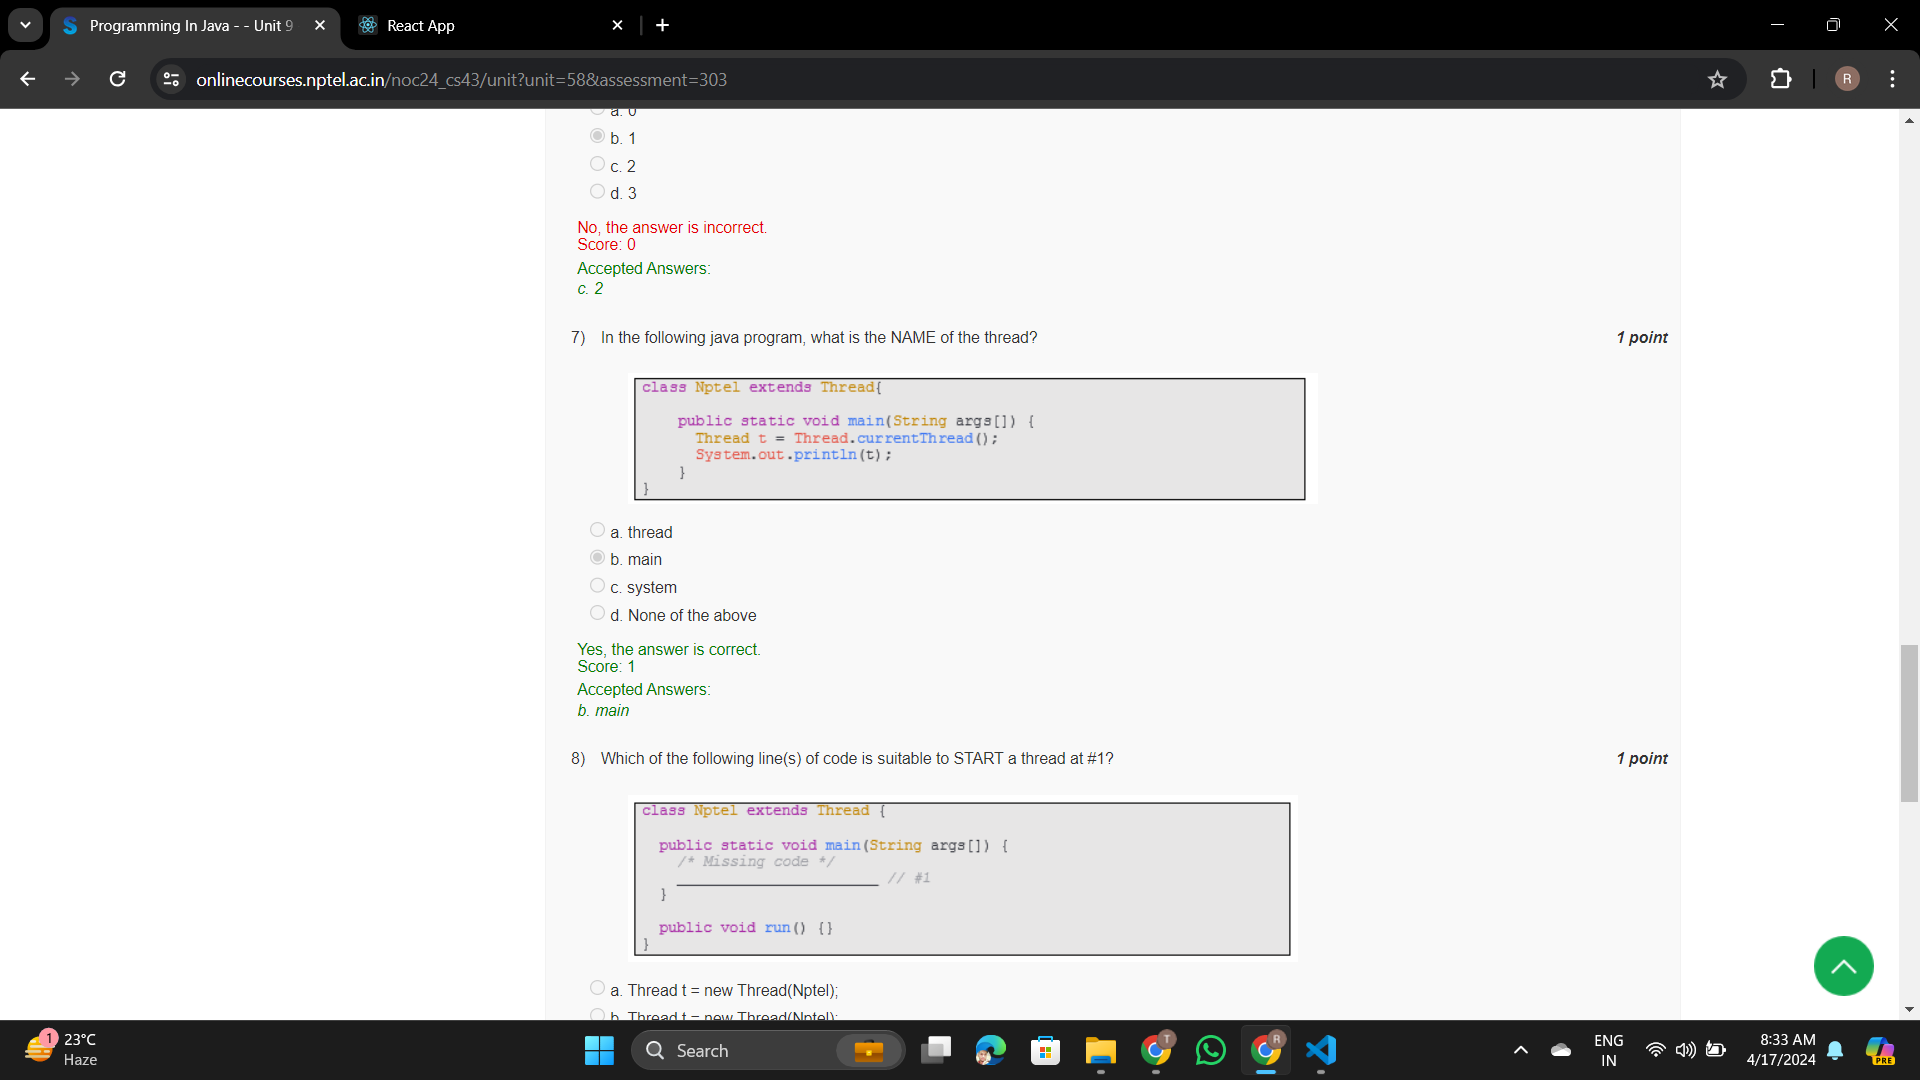 Programming In Java - - Unit 9
React App
onlinecourses.nptel.ac.in/noc24_cs43/unit?unit=58&assessment=303
R
a. 0
b. 1
c. 2
d. 3
No, the answer is incorrect.
Score: 0
Accepted Answers:
c. 2
7) In the following java program, what is the NAME of the thread?
1 point
class Nptel extends Thread{
public static void main(String args[]) {
Thread t = Thread.currentThread();
System.out.println(t);
}
}
a. thread
b. main
c. system
d. None of the above
Yes, the answer is correct.
Score: 1
Accepted Answers:
b. main
8) Which of the following line(s) of code is suitable to START a thread at #1?
1 point
class Nptel extends Thread {
public static void main(String args[]) {
/* Missing code */
____________________ // #1
}
public void run() {}
}
a. Thread t = new Thread(Nptel);
b. Thread t = new Thread(Nptel);
1
23°C
Haze
Search
T
R
ENG
IN
8:33 AM
4/17/2024
PRE